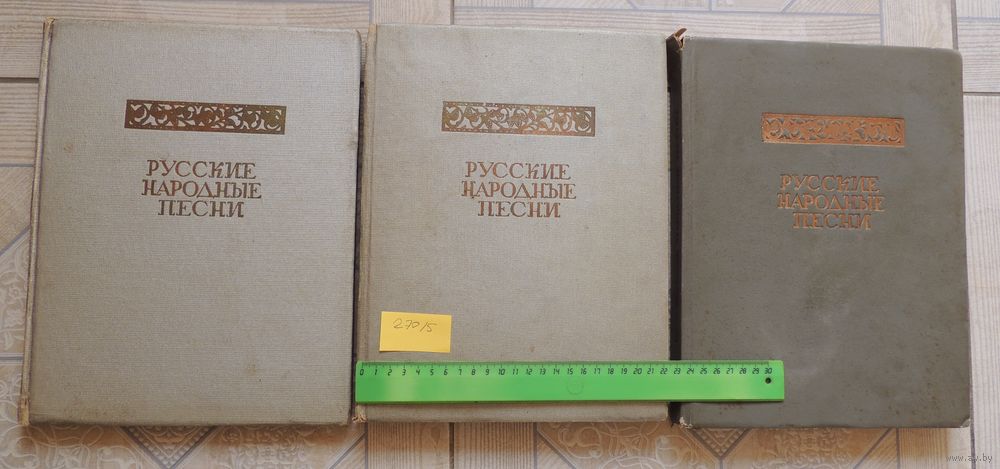 РУССКИЕ
НАРОДНЫЕ
ПЕСНИ
РУССКИЕ
НАРОДНЫЕ
ПЕСНИ
РУССКИЕ
НАРОДНЫЕ
ПЕСНИ
270/5
0 1 2 3 4 5 6 7 8 9 10 11 12 13 14 15 16 17 18 19 20 21 22 23 24 25 26 27 28 29 30
www.ay.by